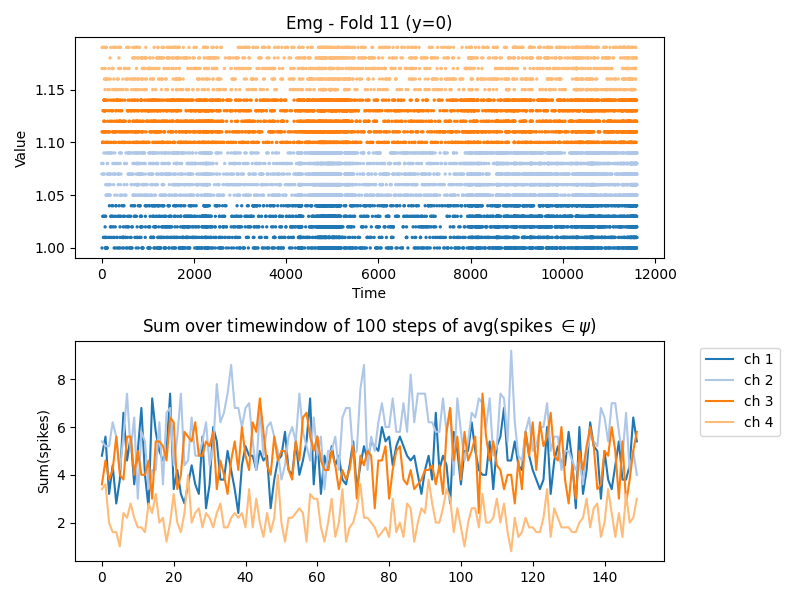 Emg - Fold 11 (y=0)
1.15
1.10
1.05
1.00
Value
0 2000 4000 6000 8000 10000 12000
Time
Sum over timewindow of 100 steps of avg(spikes ∈ ψ)
8
6
4
2
Sum(spikes)
0 20 40 60 80 100 120 140
ch 1
ch 2
ch 3
ch 4